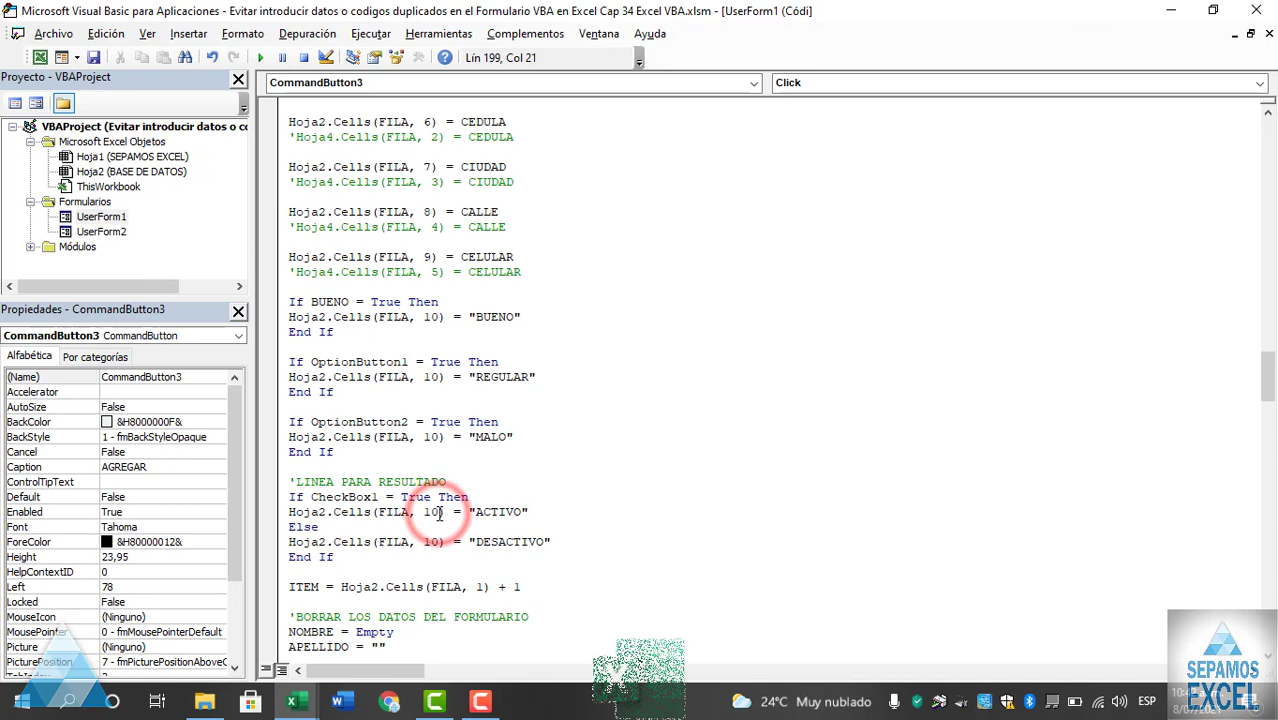 Microsoft Visual Basic para Aplicaciones - Evitar introducir datos o codigos duplicados en el Formulario VBA en Excel Cap 34 Excel VBA.xlsm - [UserForm1 (Códi]
Archivo Edición Ver Insertar Formato Depuración Ejecutar Herramientas Complementos Ventana Ayuda
Lín 199, Col 21
Proyecto - VBAProject
VBAProject (Evitar introducir datos o co
Microsoft Excel Objetos
Hoja1 (SEPAMOS EXCEL)
Hoja2 (BASE DE DATOS)
ThisWorkbook
Formularios
UserForm1
UserForm2
Módulos
Propiedades - CommandButton3
CommandButton3 CommandButton
Alfabética Por categorías
(Name) CommandButton3
Accelerator
AutoSize False
BackColor &H8000000F&
BackStyle 1 - fmBackStyleOpaque
Cancel False
Caption AGREGAR
ControlTipText
Default False
Enabled True
Font Tahoma
ForeColor &H80000012&
Height 23,95
HelpContextID 0
Left 78
Locked False
MouseIcon (Ninguno)
MousePointer 0 - fmMousePointerDefault
Picture (Ninguno)
PicturePosition 7 - fmPicturePositionAboveC
CommandButton3 Click
Hoja2.Cells(FILA, 6) = CEDULA
'Hoja4.Cells(FILA, 2) = CEDULA
Hoja2.Cells(FILA, 7) = CIUDAD
'Hoja4.Cells(FILA, 3) = CIUDAD
Hoja2.Cells(FILA, 8) = CALLE
'Hoja4.Cells(FILA, 4) = CALLE
Hoja2.Cells(FILA, 9) = CELULAR
'Hoja4.Cells(FILA, 5) = CELULAR
If BUENO = True Then
Hoja2.Cells(FILA, 10) = "BUENO"
End If
If OptionButton1 = True Then
Hoja2.Cells(FILA, 10) = "REGULAR"
End If
If OptionButton2 = True Then
Hoja2.Cells(FILA, 10) = "MALO"
End If
'LINEA PARA RESULTADO
If CheckBox1 = True Then
Hoja2.Cells(FILA, 10) = "ACTIVO"
Else
Hoja2.Cells(FILA, 10) = "DESACTIVO"
End If
ITEM = Hoja2.Cells(FILA, 1) + 1
'BORRAR LOS DATOS DEL FORMULARIO
NOMBRE = Empty
APELLIDO = ""
SEPAMOS
EXCEL
24°C Muy nublado
ESP